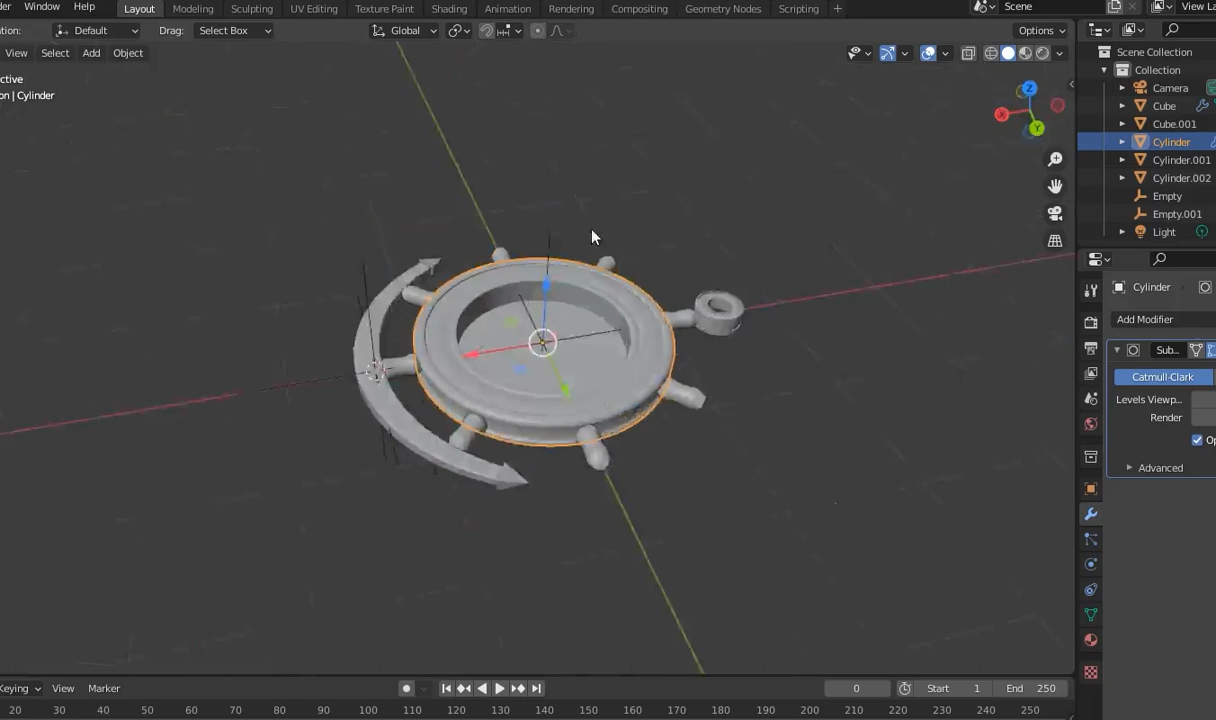 der Window Help Layout Modeling Sculpting UV Editing Texture Paint Shading Animation Rendering Compositing Geometry Nodes Scripting + Scene View La
ation: Default Drag: Select Box Global Options
View Select Add Object
ctive
on | Cylinder
Z
X
Y
Scene Collection
Collection
Camera
Cube
Cube.001
Cylinder
Cylinder.001
Cylinder.002
Empty
Empty.001
Light
Cylinder
Add Modifier
Sub...
Catmull-Clark
Levels Viewp...
Render
Op
Advanced
Keying View Marker 0 Start 1 End 250
20 30 40 50 60 70 80 90 100 110 120 130 140 150 160 170 180 190 200 210 220 230 240 250